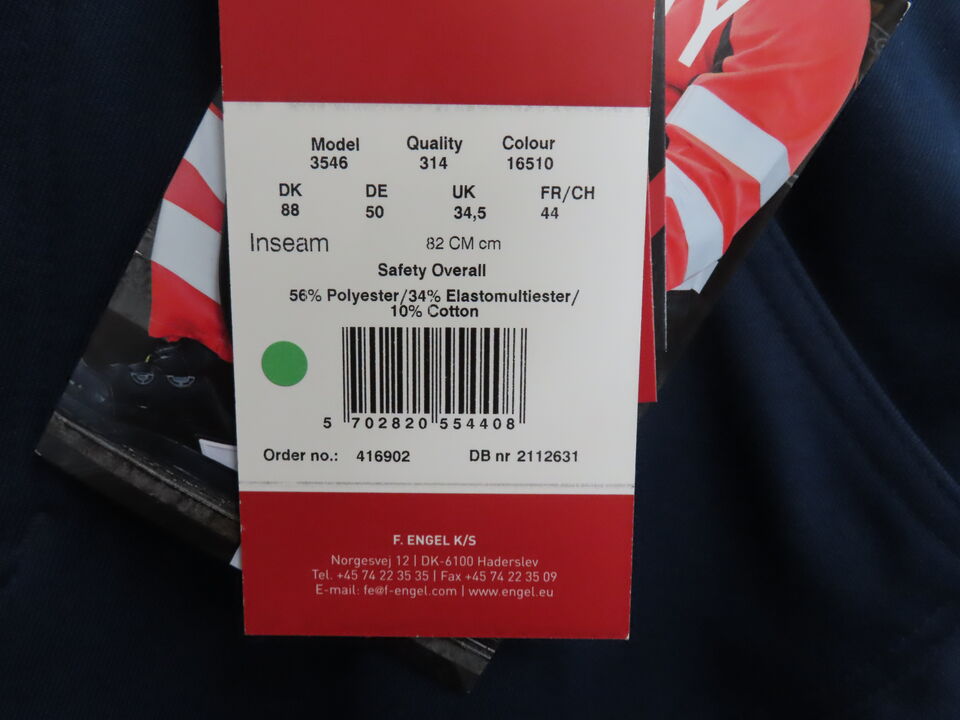 Model Quality Colour
3546 314 16510
DK DE UK FR/CH
88 50 34,5 44
Inseam 82 CM cm
Safety Overall
56% Polyester/34% Elastomultiester/
10% Cotton
5 702820 554408
Order no.: 416902 DB nr 2112631
F. ENGEL K/S
Norgesvej 12 | DK-6100 Haderslev
Tel. +45 74 22 35 35 | Fax +45 74 22 35 09
E-mail: fe@f-engel.com | www.engel.eu